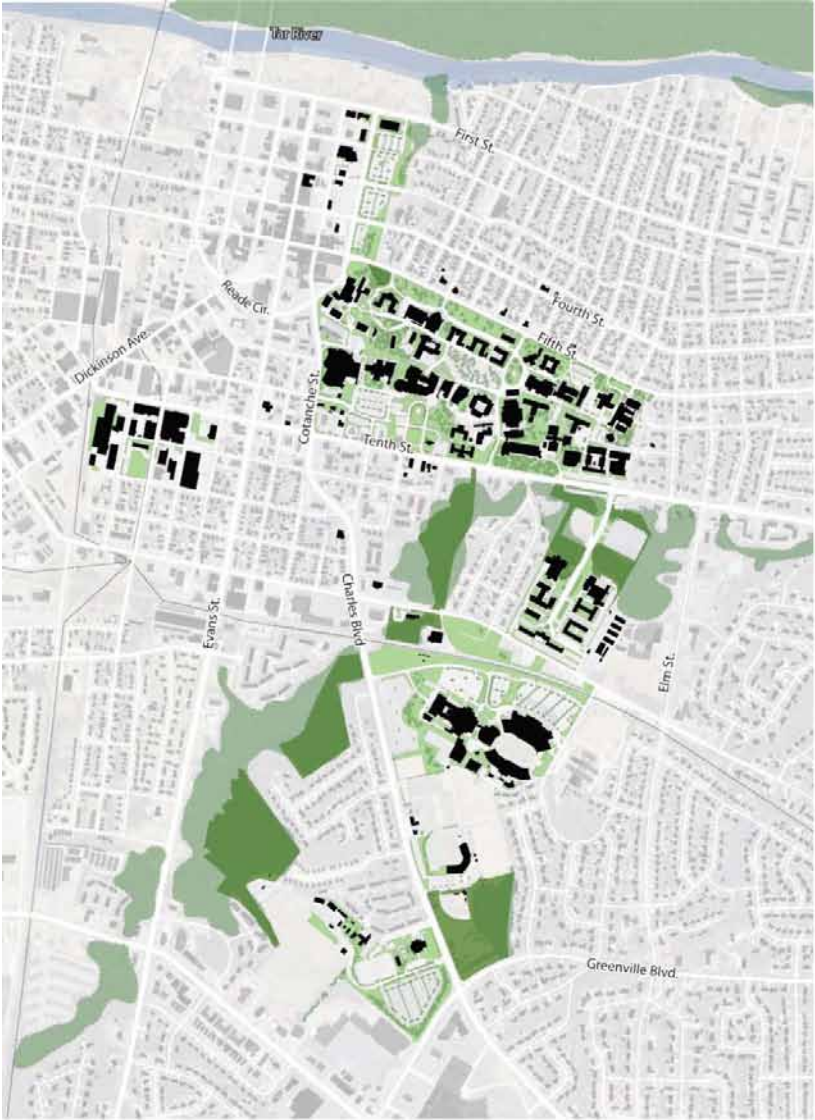 Tar River
First St.
Fourth St.
Reade Cir.
Fifth St.
Dickinson Ave.
Cotanche St.
Tenth St.
Charles Blvd
Evans St.
Elm St.
Greenville Blvd.